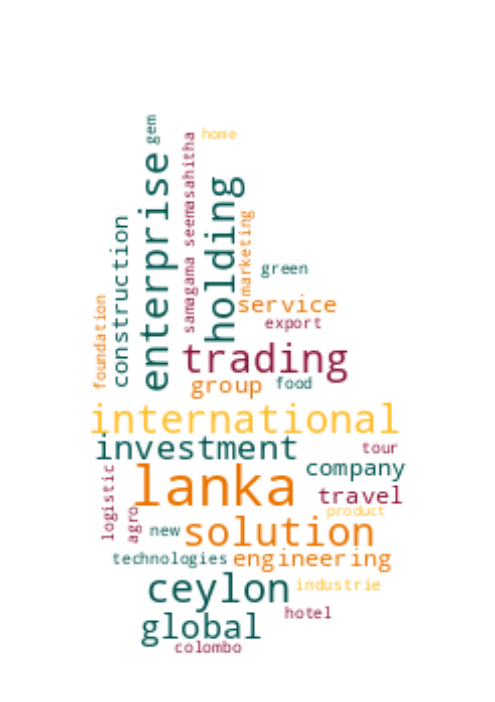 gem
home
enterprise
samagama seemasahitha
holding
marketing
construction
green
foundation
service
export
trading
group
food
international
investment
tour
company
lanka
logistic
travel
agro
product
new
solution
technologies
engineering
ceylon
industrie
hotel
global
colombo